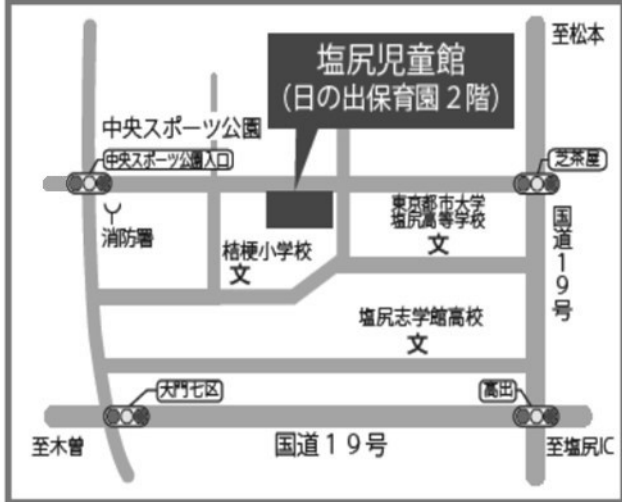 至松本
塩尻児童館
(日の出保育園2階)
中央スポーツ公園
中央スポーツ公園入口
芝茶屋
消防署
桔梗小学校
文
東京都市大学
塩尻高等学校
文
国道19号
塩尻志学館高校
文
大門七区
高出
至木曽
国道19号
至塩尻IC